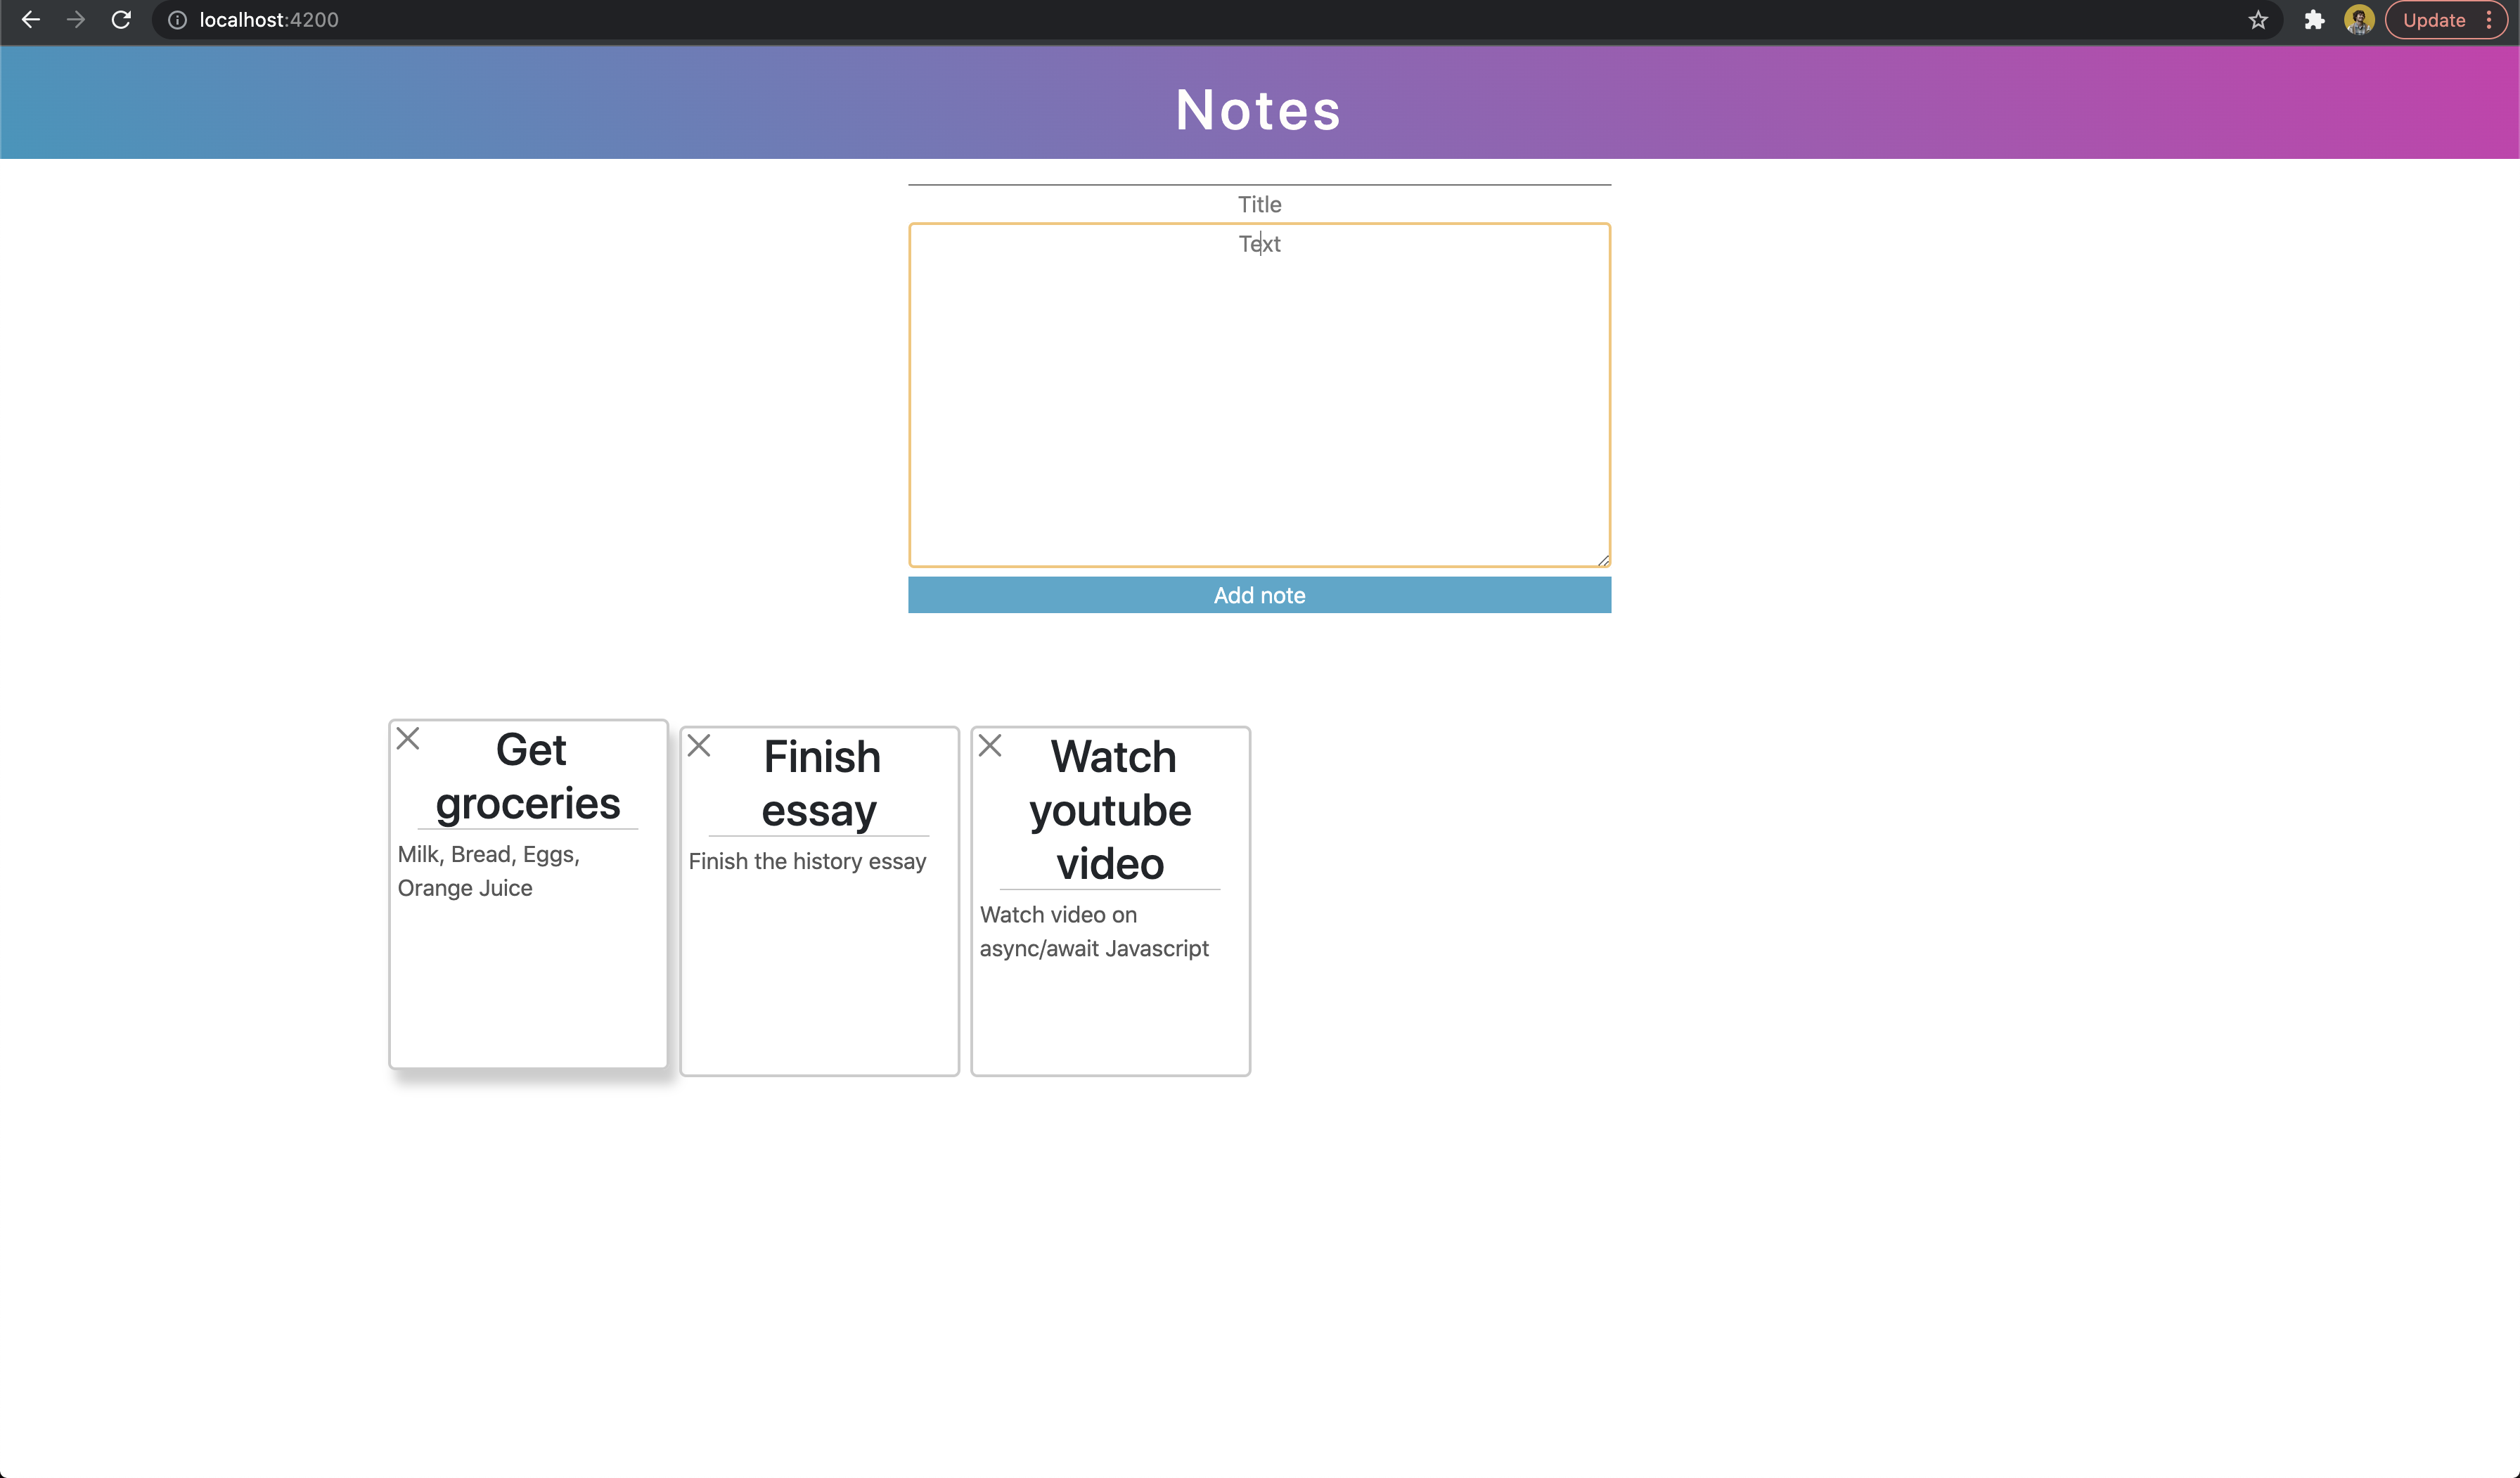 localhost:4200
Update
Notes
Title
Text
Add note
Get
groceries
Milk, Bread, Eggs,
Orange Juice
Finish
essay
Finish the history essay
Watch
youtube
video
Watch video on
async/await Javascript